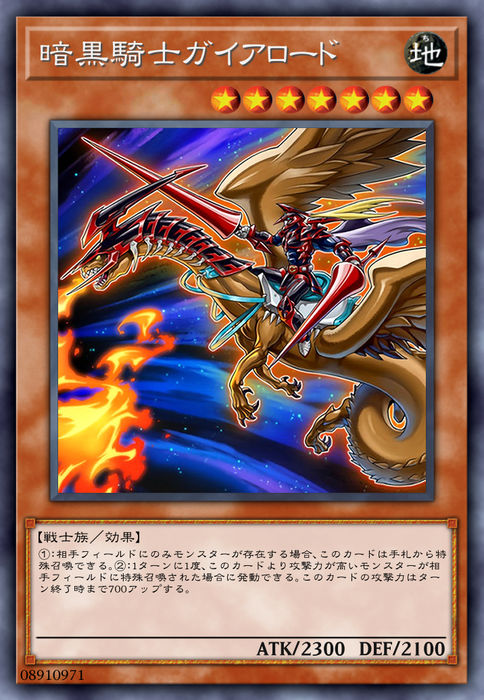 暗黒騎士ガイアロード
ち
地
【戦士族／効果】
①:相手フィールドにのみモンスターが存在する場合、このカードは手札から特
殊召喚できる。②:1ターンに1度、このカードより攻撃力が高いモンスターが相
手フィールドに特殊召喚された場合に発動できる。このカードの攻撃力はター
ン終了時まで700アップする。
ATK/2300 DEF/2100
08910971